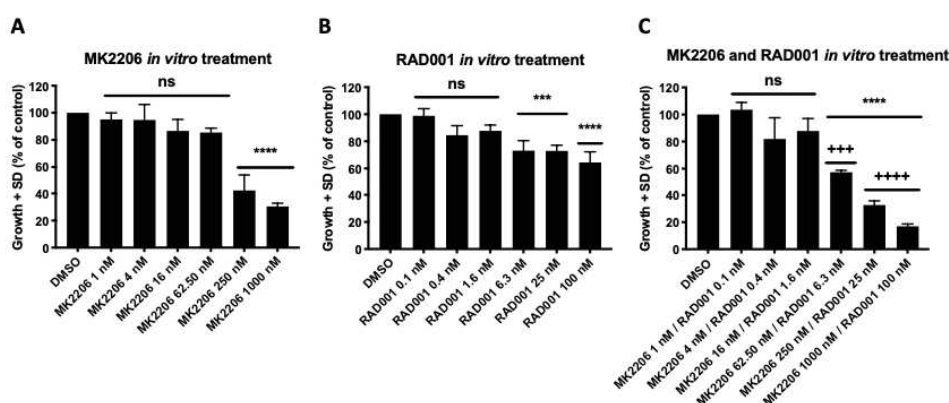 A
MK2206 in vitro treatment
ns
****
Growth + SD (% of control)
120
100
80
60
40
20
0
DMSO
MK2206 1 nM
MK2206 4 nM
MK2206 16 nM
MK2206 62.50 nM
MK2206 250 nM
MK2206 1000 nM
B
RAD001 in vitro treatment
ns
***
****
Growth + SD (% of control)
120
100
80
60
40
20
0
DMSO
RAD001 0.1 nM
RAD001 0.4 nM
RAD001 1.6 nM
RAD001 6.3 nM
RAD001 25 nM
RAD001 100 nM
C
MK2206 and RAD001 in vitro treatment
ns
****
+++
++++
Growth + SD (% of control)
120
100
80
60
40
20
0
DMSO
MK2206 1 nM / RAD001 0.1 nM
MK2206 4 nM / RAD001 0.4 nM
MK2206 16 nM / RAD001 1.6 nM
MK2206 62.50 nM / RAD001 6.3 nM
MK2206 250 nM / RAD001 25 nM
MK2206 1000 nM / RAD001 100 nM